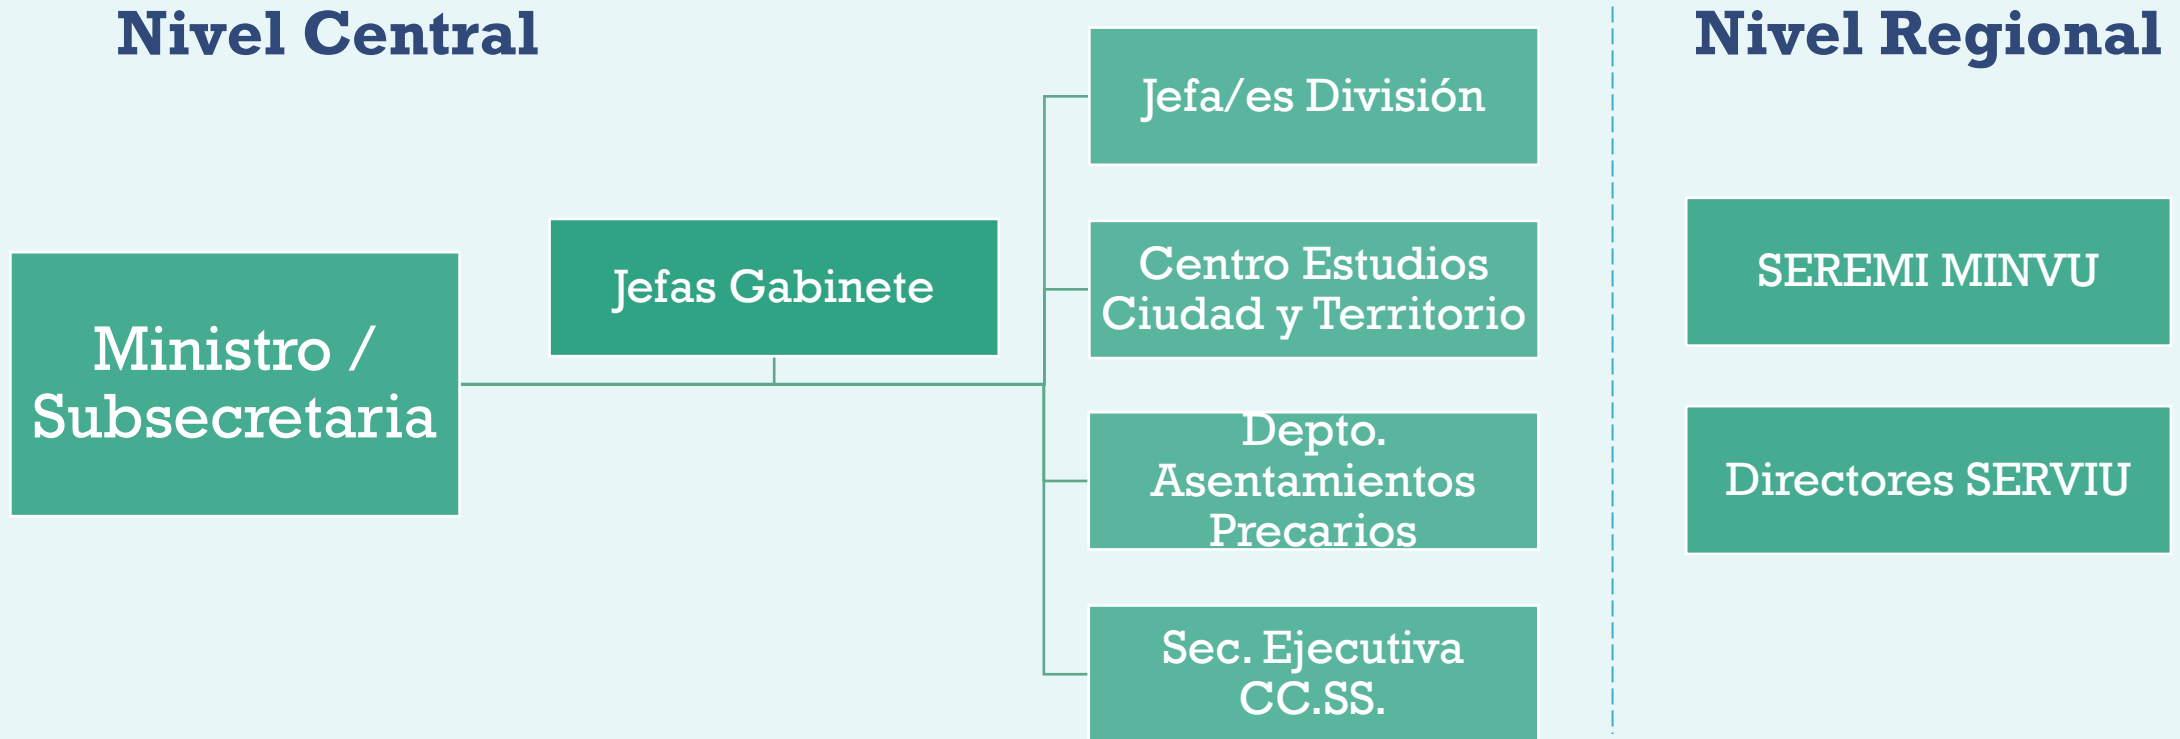 Nivel Central
Nivel Regional
Ministro /
Subsecretaria
Jefas Gabinete
Jefa/es División
Centro Estudios
Ciudad y Territorio
Depto.
Asentamientos
Precarios
Sec. Ejecutiva
CC.SS.
SEREMI MINVU
Directores SERVIU